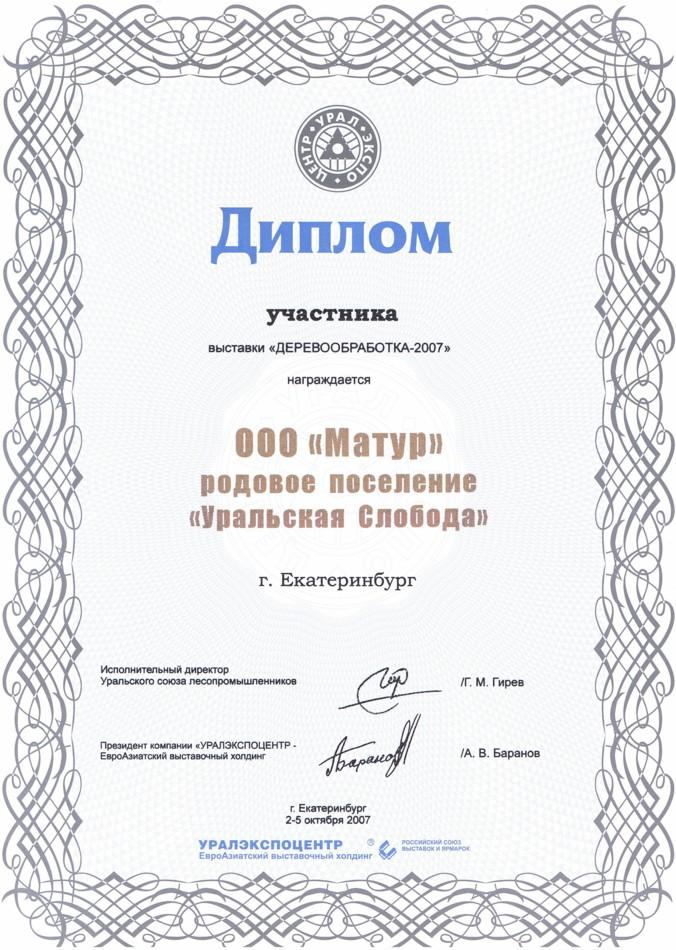 ЦЕНТР • УРАЛ • ЭКСПО •
Диплом
участника
выставки «ДЕРЕВООБРАБОТКА-2007»
награждается
ООО «Матур»
родовое поселение
«Уральская Слобода»
г. Екатеринбург
Исполнительный директор
Уральского союза лесопромышленников
/Г. М. Гирев
Президент компании «УРАЛЭКСПОЦЕНТР -
ЕвроАзиатский выставочный холдинг
/А. В. Баранов
г. Екатеринбург
2-5 октября 2007
УРАЛЭКСПОЦЕНТР ®
ЕвроАзиатский выставочный холдинг
РОССИЙСКИЙ СОЮЗ
ВЫСТАВОК И ЯРМАРОК